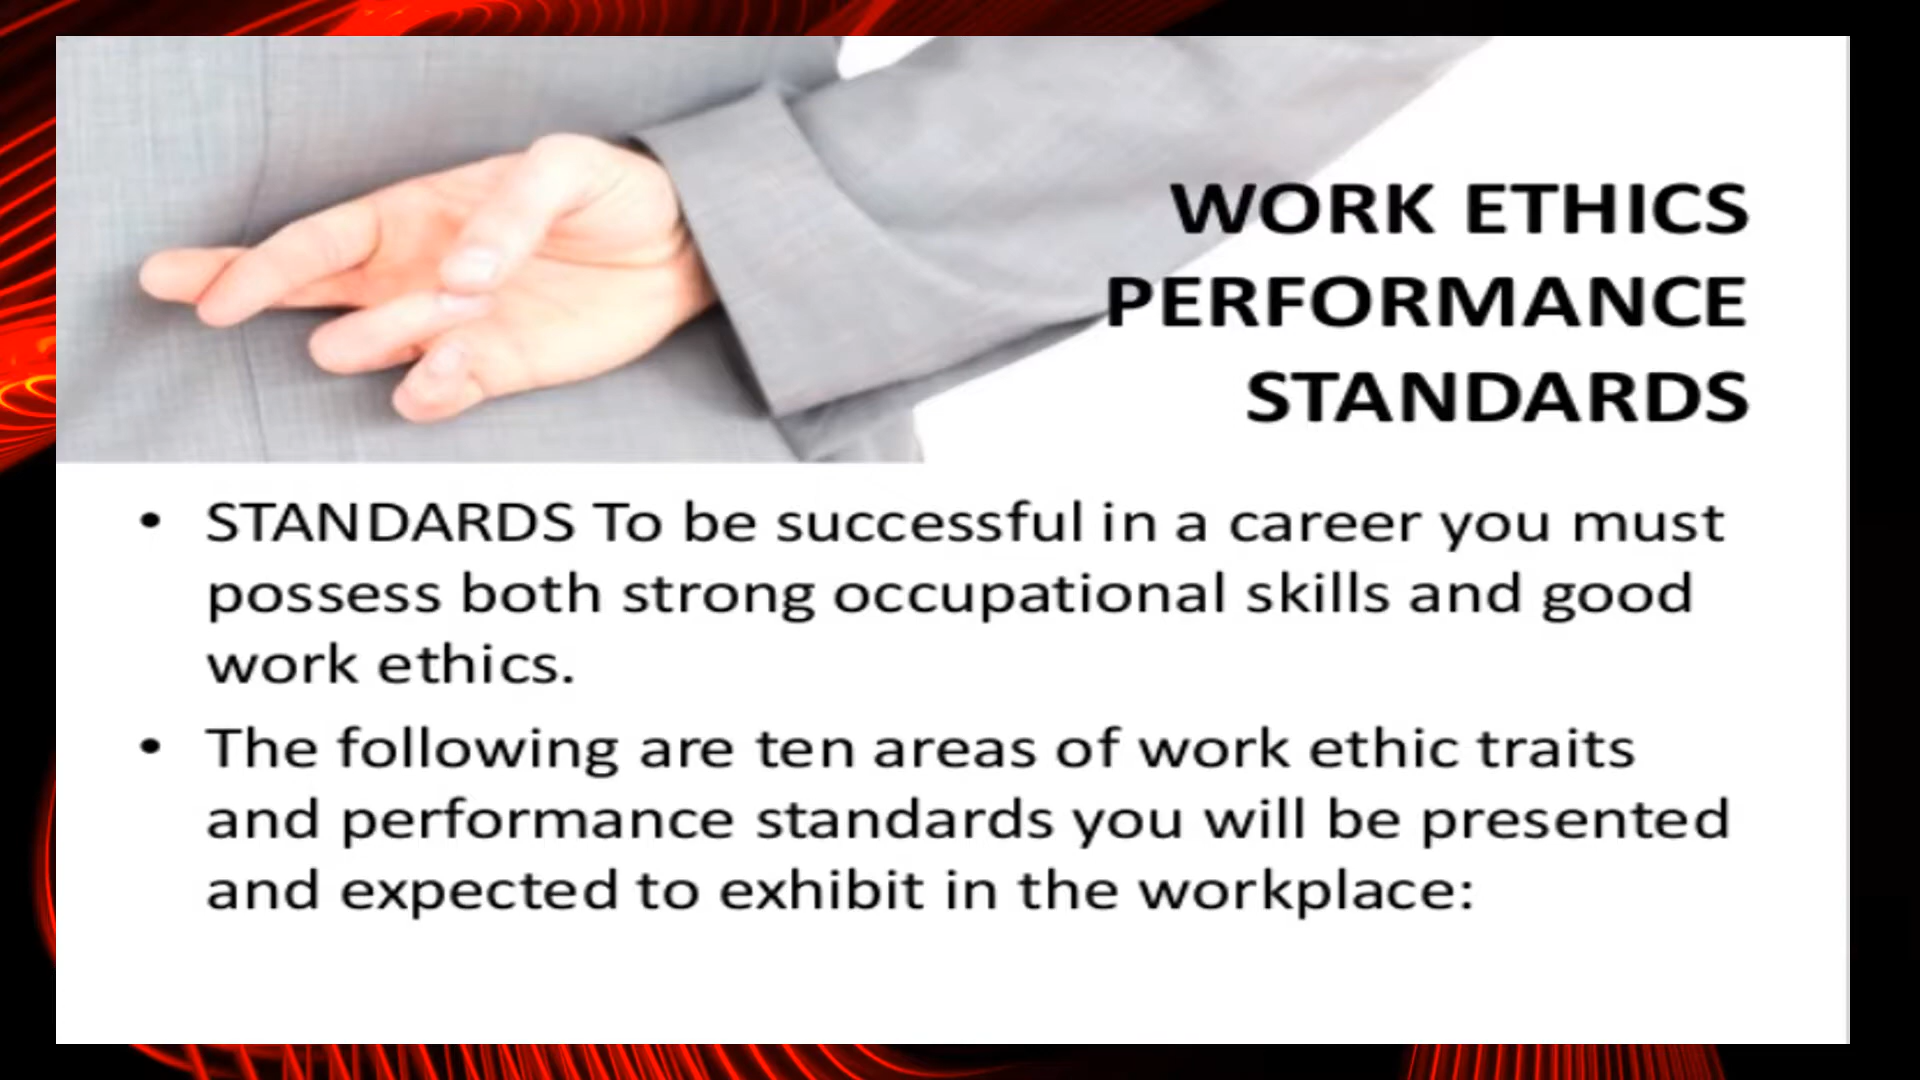 WORK ETHICS
PERFORMANCE
STANDARDS
• STANDARDS To be successful in a career you must
possess both strong occupational skills and good
work ethics.
• The following are ten areas of work ethic traits
and performance standards you will be presented
and expected to exhibit in the workplace: